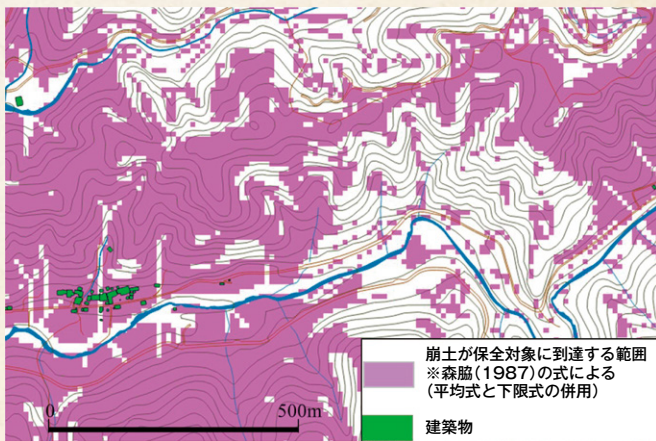 崩土が保全対象に到達する範囲
※森脇(1987)の式による
(平均式と下限式の併用)
建築物
0 500m